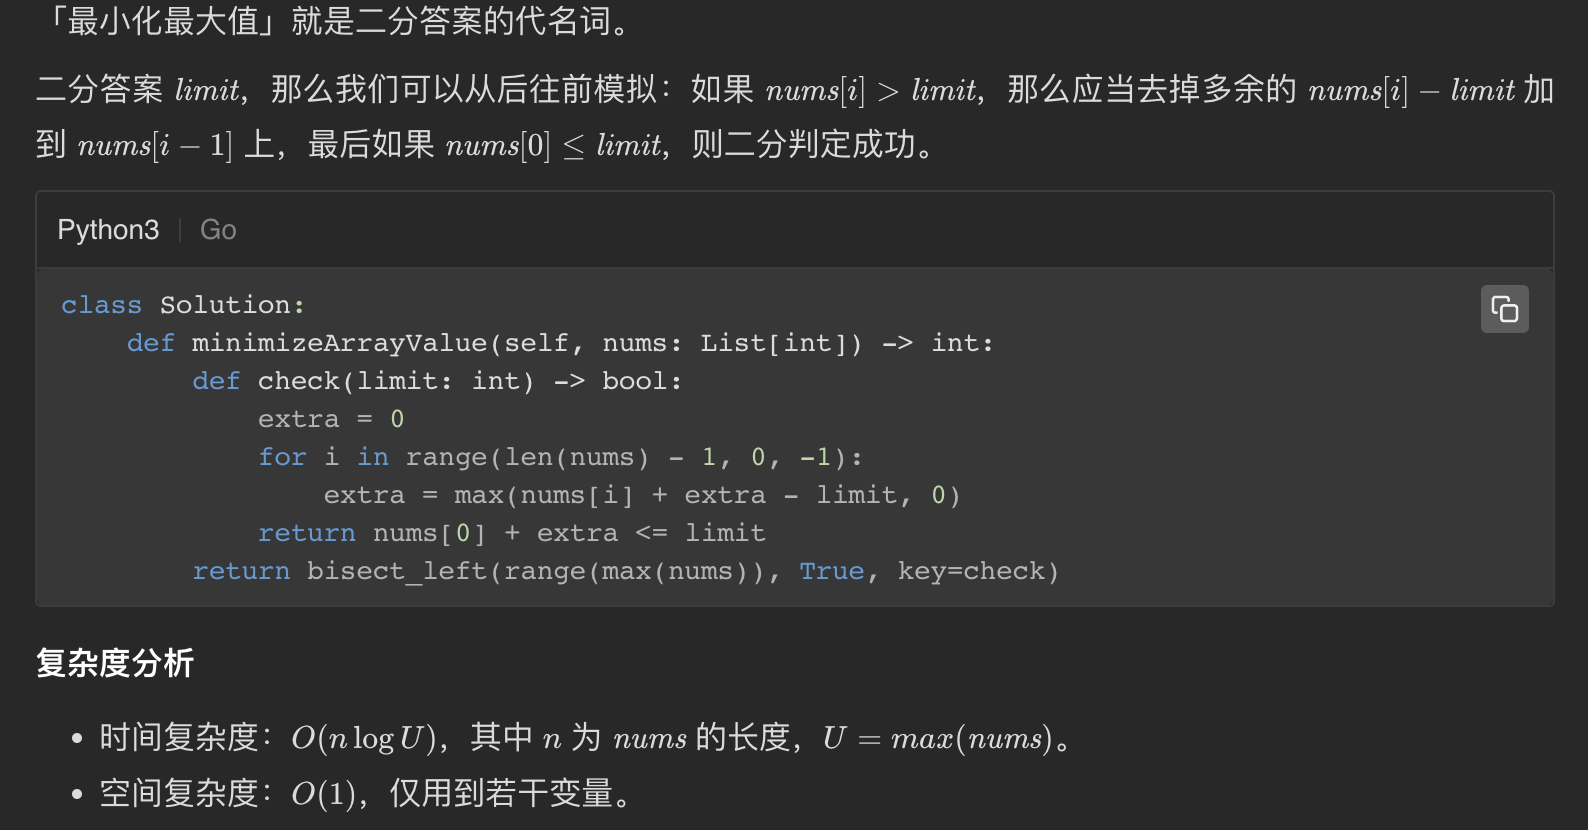 「最小化最大值」就是二分答案的代名词。
二分答案 limit，那么我们可以从后往前模拟：如果 nums[i] > limit，那么应当去掉多余的 nums[i] − limit 加
到 nums[i − 1] 上，最后如果 nums[0] ≤ limit，则二分判定成功。
Python3 | Go
class Solution:
    def minimizeArrayValue(self, nums: List[int]) -> int:
        def check(limit: int) -> bool:
            extra = 0
            for i in range(len(nums) - 1, 0, -1):
                extra = max(nums[i] + extra - limit, 0)
            return nums[0] + extra <= limit
        return bisect_left(range(max(nums)), True, key=check)
复杂度分析
• 时间复杂度：O(n log U)，其中 n 为 nums 的长度，U = max(nums)。
• 空间复杂度：O(1)，仅用到若干变量。